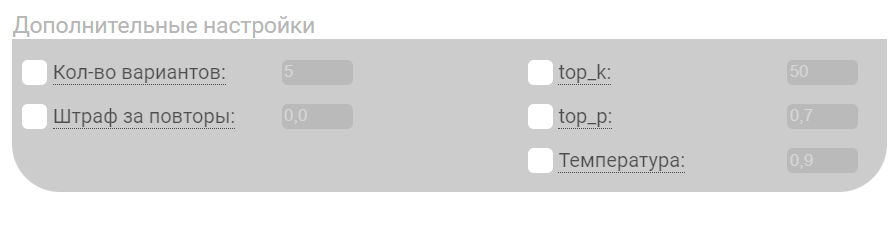 Дополнительные настройки
Кол-во вариантов: 5
top_k: 50
Штраф за повторы: 0,0
top_p: 0,7
Температура: 0,9